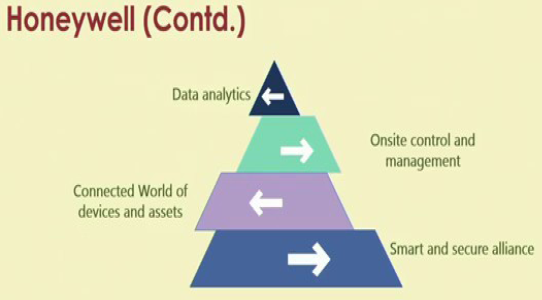 Honeywell (Contd.)
Data analytics
Onsite control and
management
Connected World of
devices and assets
Smart and secure alliance